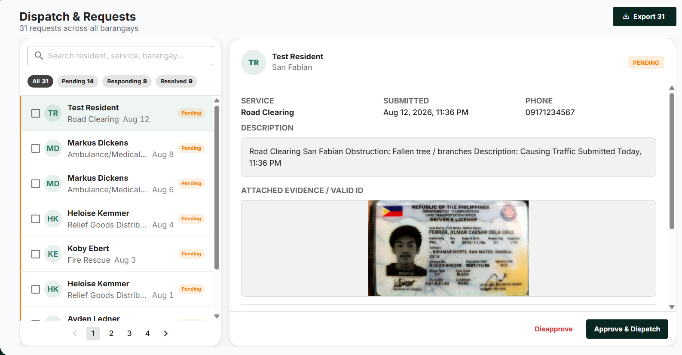 Dispatch & Requests
31 requests across all barangays
Export 31
Search resident, service, barangay...
All 31
Pending 14
Responding 8
Resolved 9
TR
Test Resident
Road Clearing Aug 12
Pending
MD
Markus Dickens
Ambulance/Medical... Aug 8
Pending
MD
Markus Dickens
Ambulance/Medical... Aug 6
Pending
HK
Heloise Kemmer
Relief Goods Distrib... Aug 4
Pending
KE
Koby Ebert
Fire Rescue Aug 3
Pending
HK
Heloise Kemmer
Relief Goods Distrib... Aug 1
Pending
Ayden Ledner
1 2 3 4
TR
Test Resident
San Fabian
PENDING
SERVICE
Road Clearing
SUBMITTED
Aug 12, 2026, 11:36 PM
PHONE
09171234567
DESCRIPTION
Road Clearing San Fabian Obstruction: Fallen tree / branches Description: Causing Traffic Submitted Today,
11:36 PM
ATTACHED EVIDENCE / VALID ID
REPUBLIC OF THE PHILIPPINES
DEPARTMENT OF TRANSPORTATION
LAND TRANSPORTATION OFFICE
DRIVER'S LICENSE
Disapprove
Approve & Dispatch